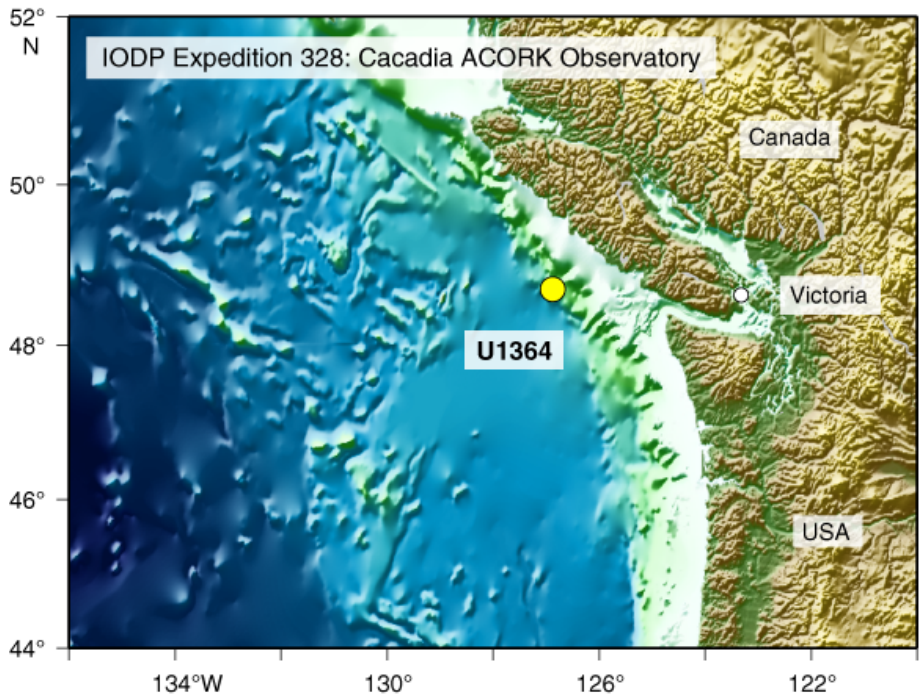 52°
N
IODP Expedition 328: Cacadia ACORK Observatory
Canada
50°
Victoria
48°
U1364
46°
USA
44°
134°W 130° 126° 122°